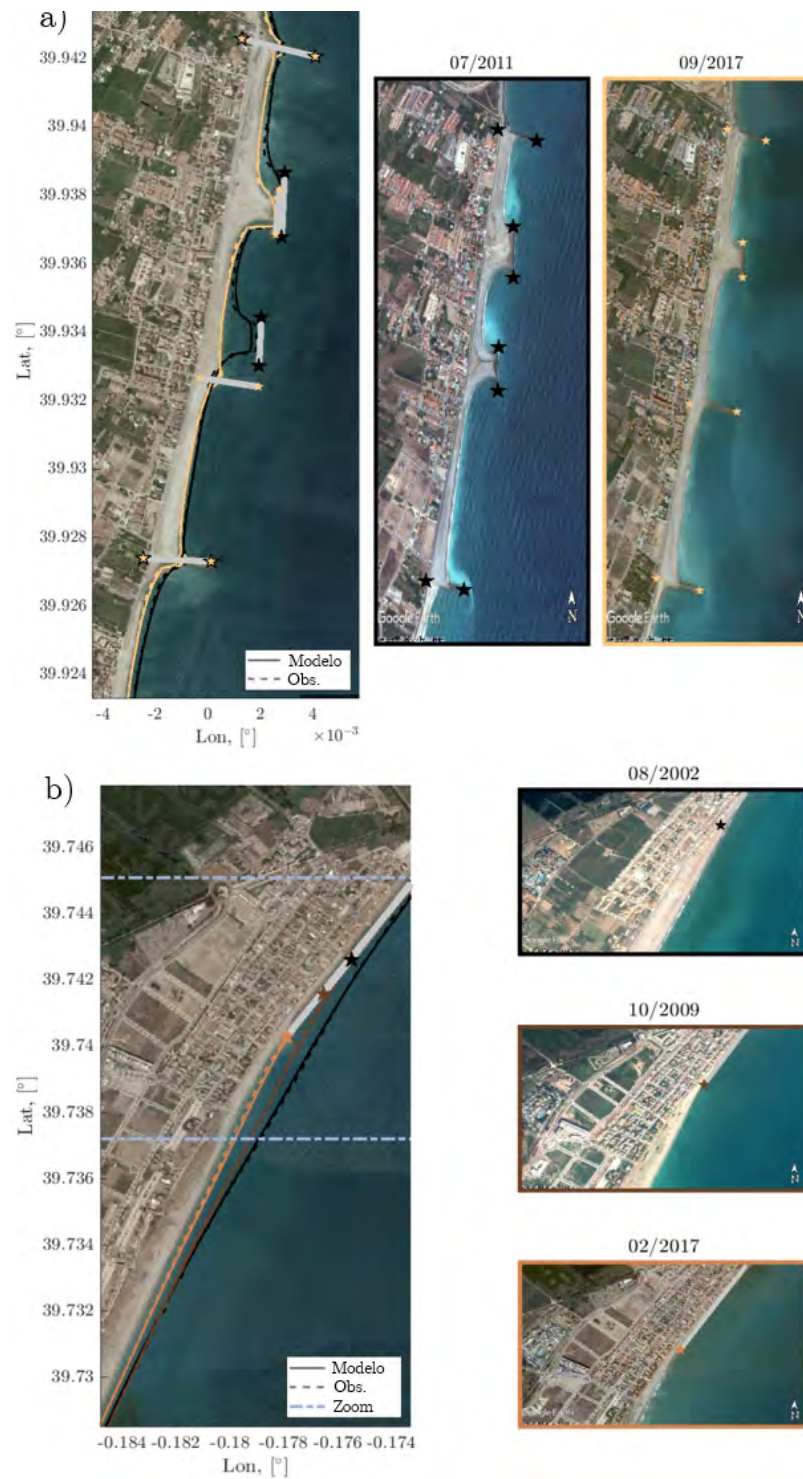 a)
07/2011
09/2017
39.942
39.94
39.938
39.936
39.934
39.932
39.93
39.928
39.926
39.924
Lat, [°]
Modelo
Obs.
-4 -2 0 2 4
Lon, [°] ×10⁻³
Google Earth
N
Google Earth
N
b)
08/2002
10/2009
02/2017
39.746
39.744
39.742
39.74
39.738
39.736
39.734
39.732
39.73
Lat, [°]
Modelo
Obs.
Zoom
-0.184 -0.182 -0.18 -0.178 -0.176 -0.174
Lon, [°]
Google Earth
N
N
Google Earth
N